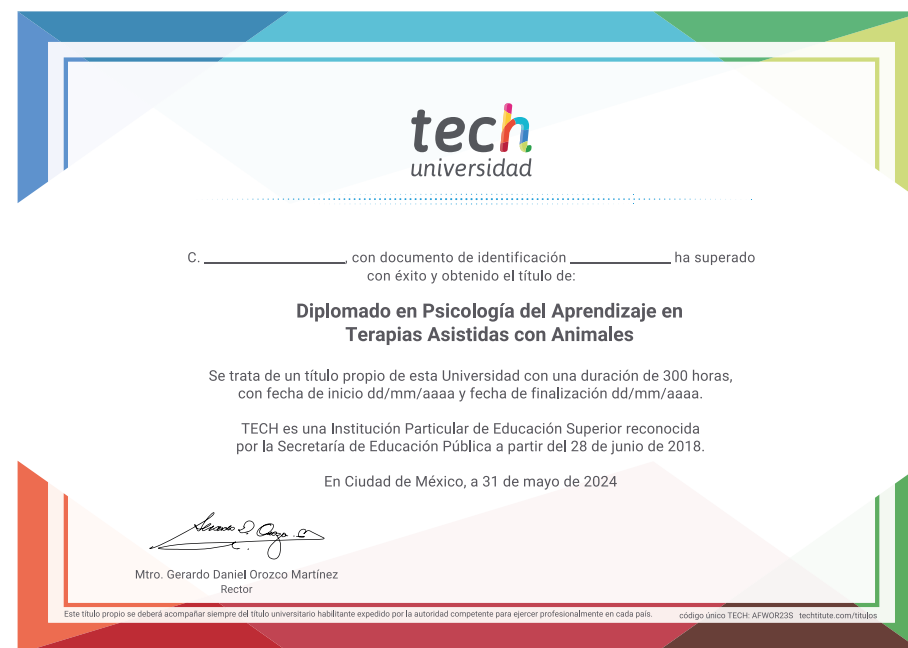 tech
universidad
C. , con documento de identificación ha superado
con éxito y obtenido el título de:
Diplomado en Psicología del Aprendizaje en
Terapias Asistidas con Animales
Se trata de un título propio de esta Universidad con una duración de 300 horas,
con fecha de inicio dd/mm/aaaa y fecha de finalización dd/mm/aaaa.
TECH es una Institución Particular de Educación Superior reconocida
por la Secretaría de Educación Pública a partir del 28 de junio de 2018.
En Ciudad de México, a 31 de mayo de 2024
Mtro. Gerardo Daniel Orozco Martínez
Rector
Este título propio se deberá acompañar siempre del título universitario habilitante expedido por la autoridad competente para ejercer profesionalmente en cada país. código único TECH: AFWOR23S techtitute.com/titulos